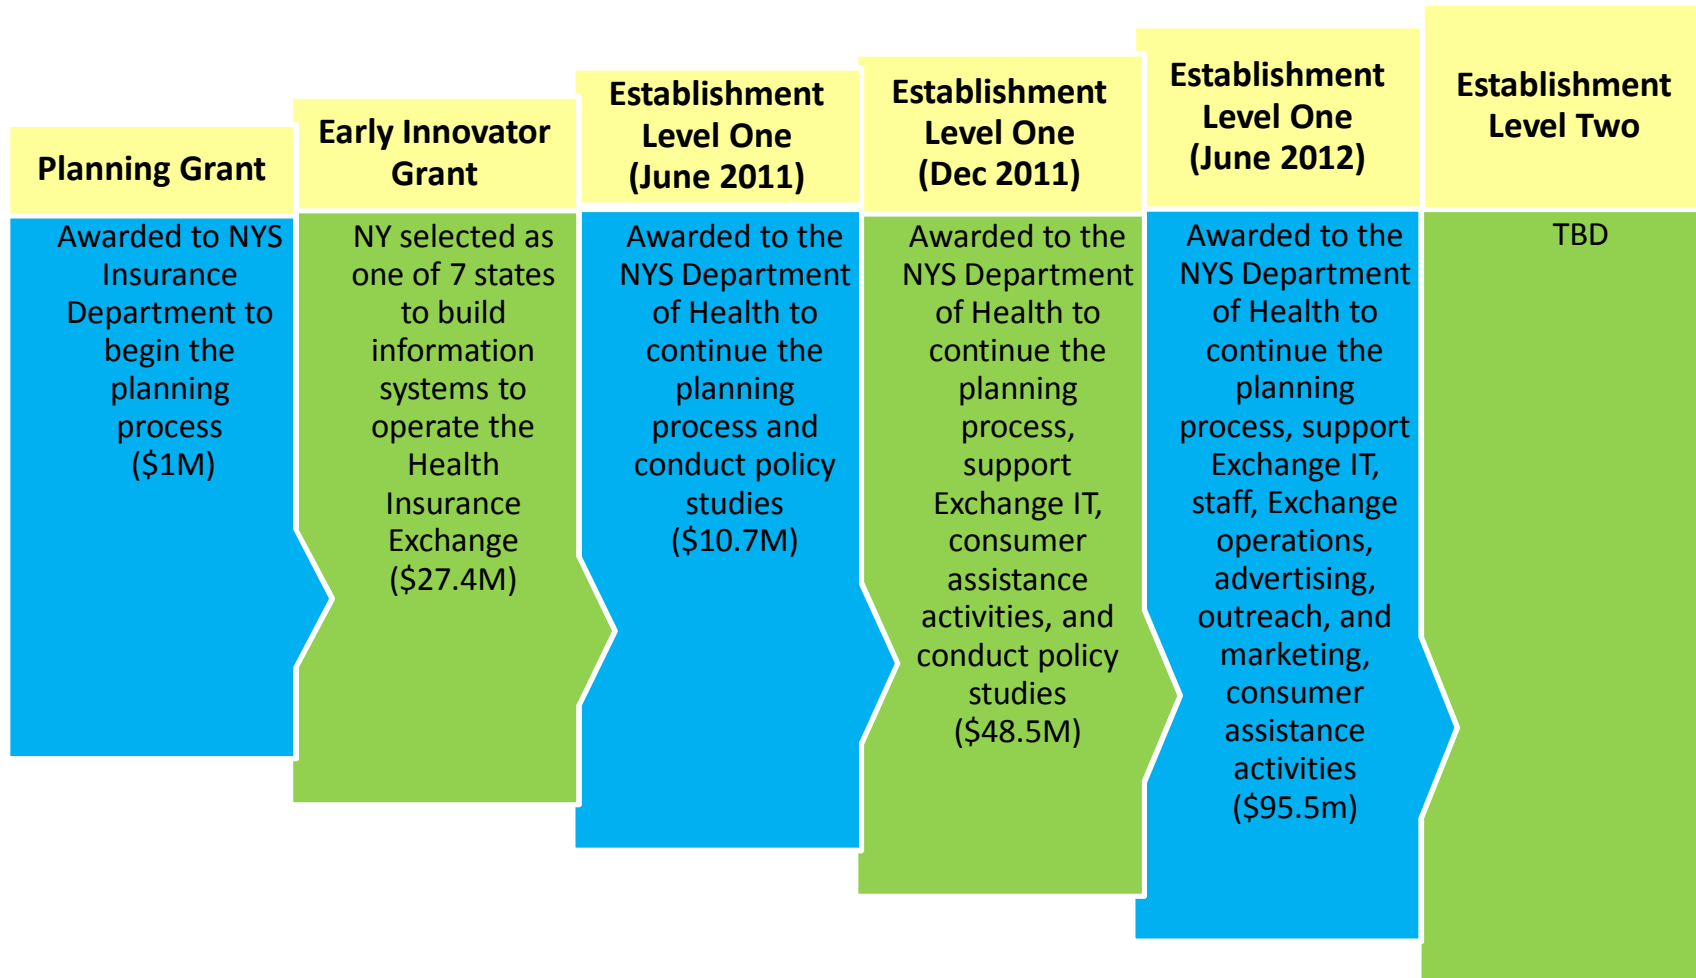 Planning Grant
Awarded to NYS
Insurance
Department to
begin the
planning
process
($1M)
Early Innovator
Grant
NY selected as
one of 7 states
to build
information
systems to
operate the
Health
Insurance
Exchange
($27.4M)
Establishment
Level One
(June 2011)
Awarded to the
NYS Department
of Health to
continue the
planning
process and
conduct policy
studies
($10.7M)
Establishment
Level One
(Dec 2011)
Awarded to the
NYS Department
of Health to
continue the
planning
process,
support
Exchange IT,
consumer
assistance
activities, and
conduct policy
studies
($48.5M)
Establishment
Level One
(June 2012)
Awarded to the
NYS Department
of Health to
continue the
planning
process, support
Exchange IT,
staff, Exchange
operations,
advertising,
outreach, and
marketing,
consumer
assistance
activities
($95.5m)
Establishment
Level Two
TBD